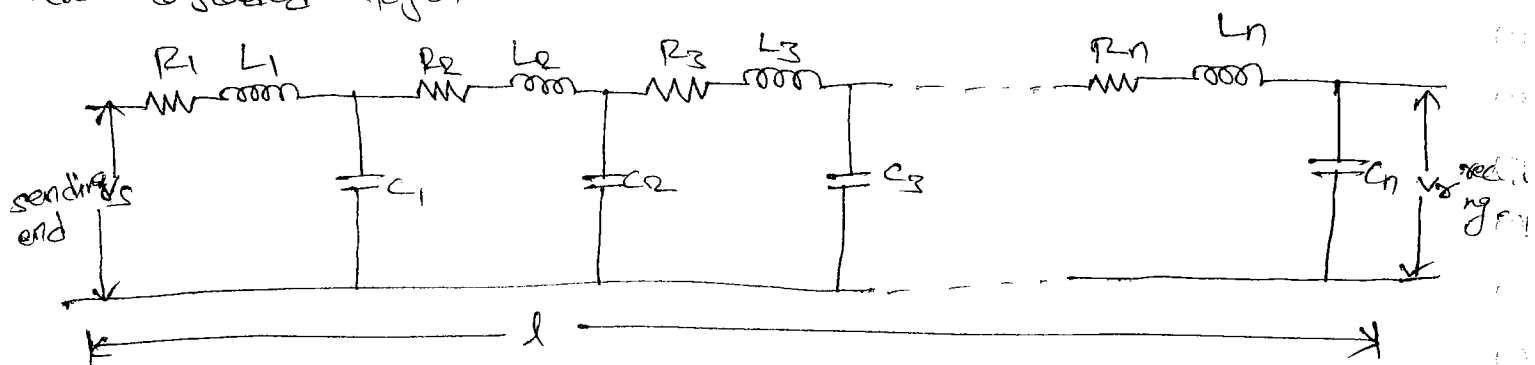 R1 L1 R2 L2 R3 L3 Rn Ln
C1 C2 C3 Cn
sending Vs
end
Vr
l